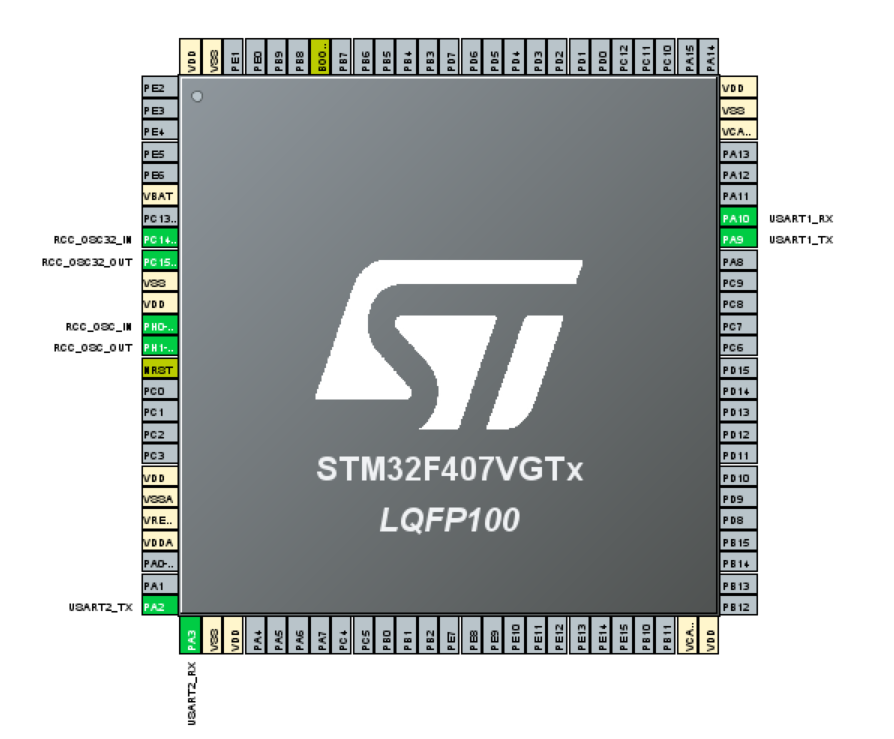 VDD VSS PE1 PE0 PB9 PB8 BOO.. PB7 PB6 PB5 PB4 PB3 PD7 PD6 PD5 PD4 PD3 PD2 PD1 PD0 PC12 PC11 PC10 PA15 PA14
PE2 VDD
PE3 VSS
PE4 VCA..
PE5 PA13
PE6 PA12
VBAT PA11
PC13.. PA10 USART1_RX
RCC_OSC32_IN PC14.. PA9 USART1_TX
RCC_OSC32_OUT PC15.. PA8
VSS PC9
VDD PC8
RCC_OSC_IN PH0-.. PC7
RCC_OSC_OUT PH1-.. PC6
NRST PD15
PC0 PD14
PC1 PD13
PC2 PD12
PC3 PD11
ST
STM32F407VGTx
VDD PD10
VSSA PD9
LQFP100
VRE.. PD8
VDDA PB15
PA0-.. PB14
PA1 PB13
USART2_TX PA2 PB12
PA3 VSS VDD PA4 PA5 PA6 PA7 PC4 PC5 PB0 PB1 PB2 PE7 PE8 PE9 PE10 PE11 PE12 PE13 PE14 PE15 PB10 PB11 VCA.. VDD
USART2_RX